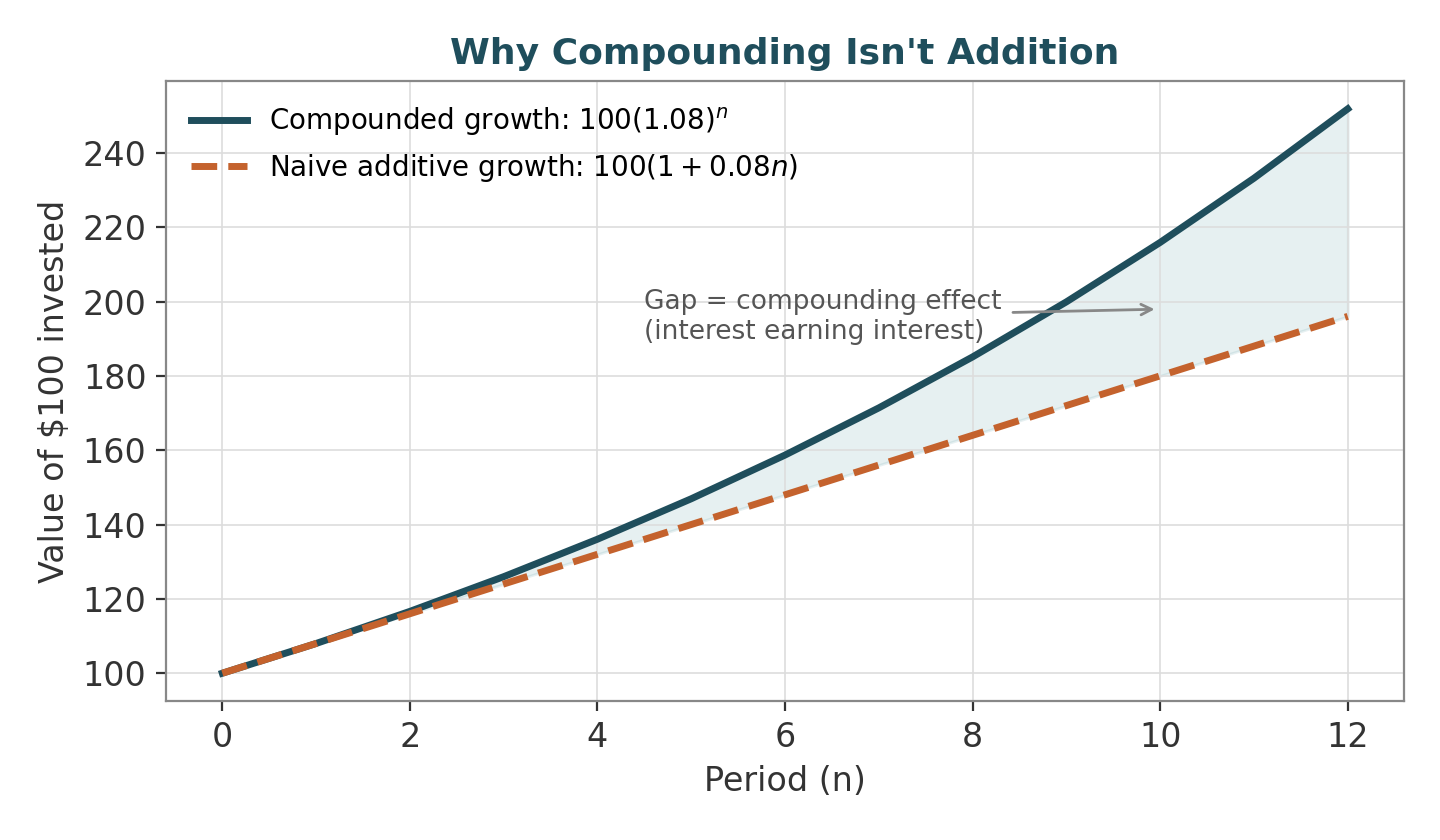 Why Compounding Isn't Addition
Compounded growth: 100(1.08)ⁿ
Naive additive growth: 100(1 + 0.08n)
Gap = compounding effect
(interest earning interest)
Value of $100 invested
240
220
200
180
160
140
120
100
0 2 4 6 8 10 12
Period (n)